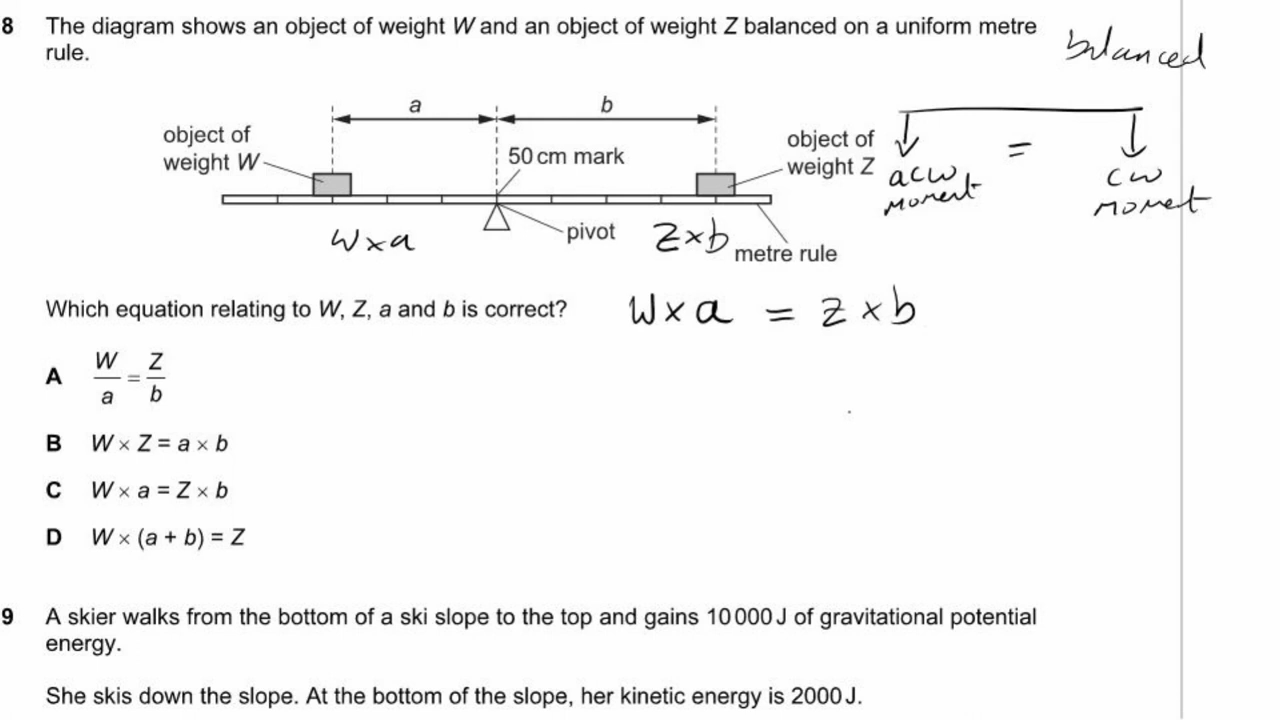 8 The diagram shows an object of weight W and an object of weight Z balanced on a uniform metre
rule.
balanced
a
b
object of
weight W
50 cm mark
object of
weight Z
acw
moment
=
cw
moment
pivot
metre rule
W×a
Z×b
Which equation relating to W, Z, a and b is correct?
W×a = Z×b
A W/a = Z/b
B W × Z = a × b
C W × a = Z × b
D W × (a + b) = Z
9 A skier walks from the bottom of a ski slope to the top and gains 10 000 J of gravitational potential
energy.
She skis down the slope. At the bottom of the slope, her kinetic energy is 2000 J.